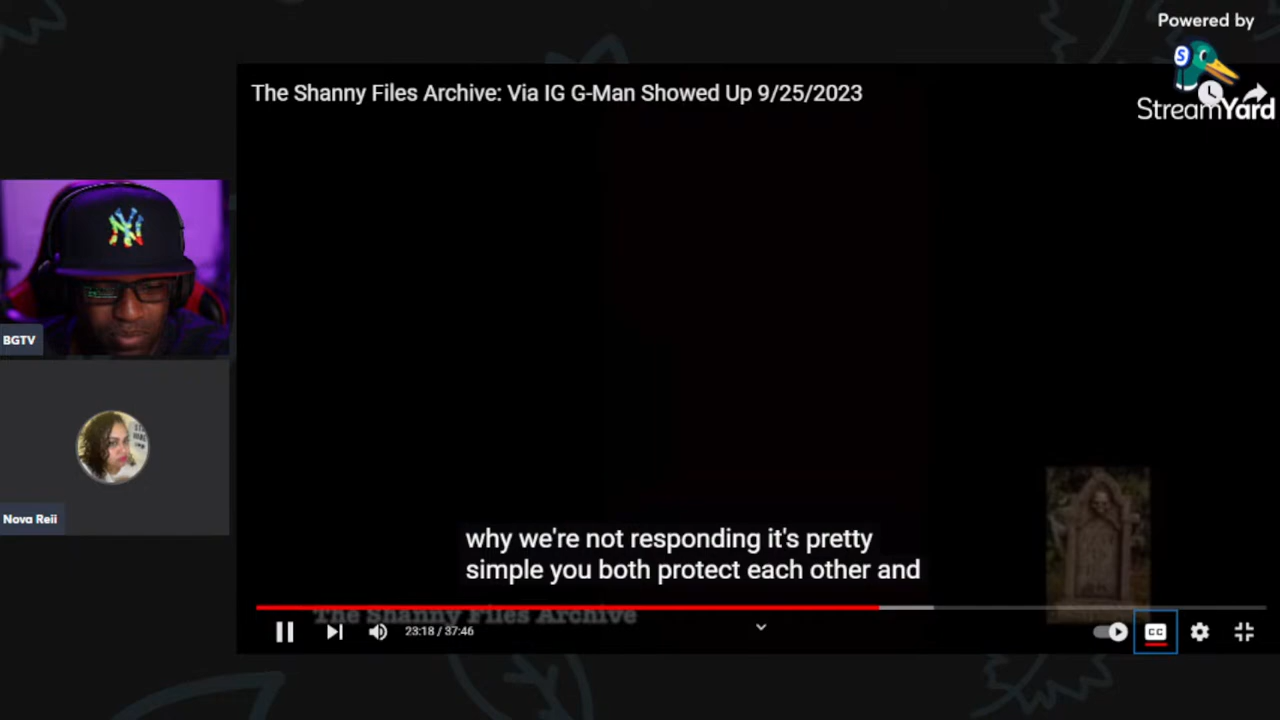 Powered by
StreamYard
The Shanny Files Archive: Via IG G-Man Showed Up 9/25/2023
NY
BGTV
Nova Reii
why we're not responding it's pretty
simple you both protect each other and
The Shanny Files Archive
23:18 / 37:46
CC